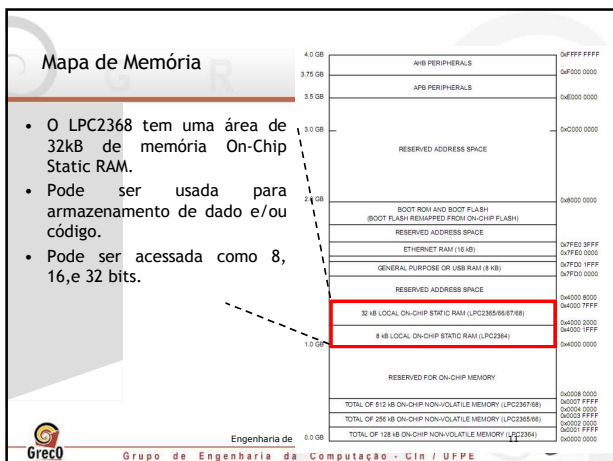 Mapa de Memória
• O LPC2368 tem uma área de
32kB de memória On-Chip
Static RAM.
• Pode ser usada para
armazenamento de dado e/ou
código.
• Pode ser acessada como 8,
16,e 32 bits.
4.0 GB
AHB PERIPHERALS
0xFFFF FFFF
3.75 GB
0xF000 0000
APB PERIPHERALS
3.5 GB
0xE000 0000
3.0 GB
0xC000 0000
RESERVED ADDRESS SPACE
2.0 GB
0x8000 0000
BOOT ROM AND BOOT FLASH
(BOOT FLASH REMAPPED FROM ON-CHIP FLASH)
RESERVED ADDRESS SPACE
0x7FE0 3FFF
ETHERNET RAM (16 kB)
0x7FE0 0000
0x7FD0 1FFF
GENERAL PURPOSE OR USB RAM (8 KB)
0x7FD0 0000
RESERVED ADDRESS SPACE
0x4000 8000
0x4000 7FFF
32 kB LOCAL ON-CHIP STATIC RAM (LPC2365/66/67/68)
0x4000 2000
0x4000 1FFF
8 kB LOCAL ON-CHIP STATIC RAM (LPC2364)
1.0 GB
0x4000 0000
RESERVED FOR ON-CHIP MEMORY
0x0008 0000
0x0007 FFFF
TOTAL OF 512 kB ON-CHIP NON-VOLATILE MEMORY (LPC2367/68)
0x0004 0000
0x0003 FFFF
TOTAL OF 256 kB ON-CHIP NON-VOLATILE MEMORY (LPC2365/66)
0x0002 0000
0x0001 FFFF
TOTAL OF 128 kB ON-CHIP NON-VOLATILE MEMORY (LPC2364)
0.0 GB
0x0000 0000
Engenharia de
11
GrecO
Grupo de Engenharia da Computação - CIn / UFPE